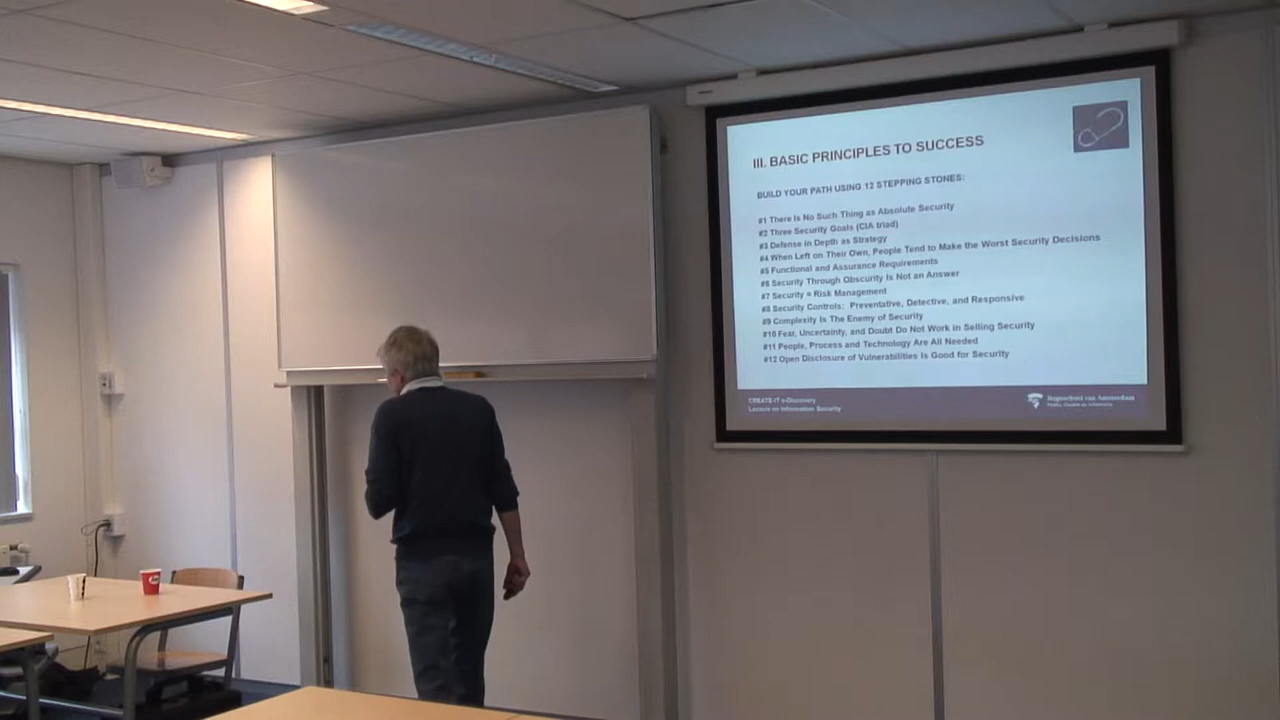 III. BASIC PRINCIPLES TO SUCCESS
BUILD YOUR PATH USING 12 STEPPING STONES:
#1 There Is No Such Thing as Absolute Security
#2 Three Security Goals (CIA triad)
#3 Defense in Depth as Strategy
#4 When Left on Their Own, People Tend to Make the Worst Security Decisions
#5 Functional and Assurance Requirements
#6 Security Through Obscurity Is Not an Answer
#7 Security = Risk Management
#8 Security Controls: Preventative, Detective, and Responsive
#9 Complexity Is The Enemy of Security
#10 Fear, Uncertainty, and Doubt Do Not Work in Selling Security
#11 People, Process and Technology Are All Needed
#12 Open Disclosure of Vulnerabilities Is Good for Security
CREATE-IT e-Discovery
Lecture on Information Security
Hogeschool van Amsterdam